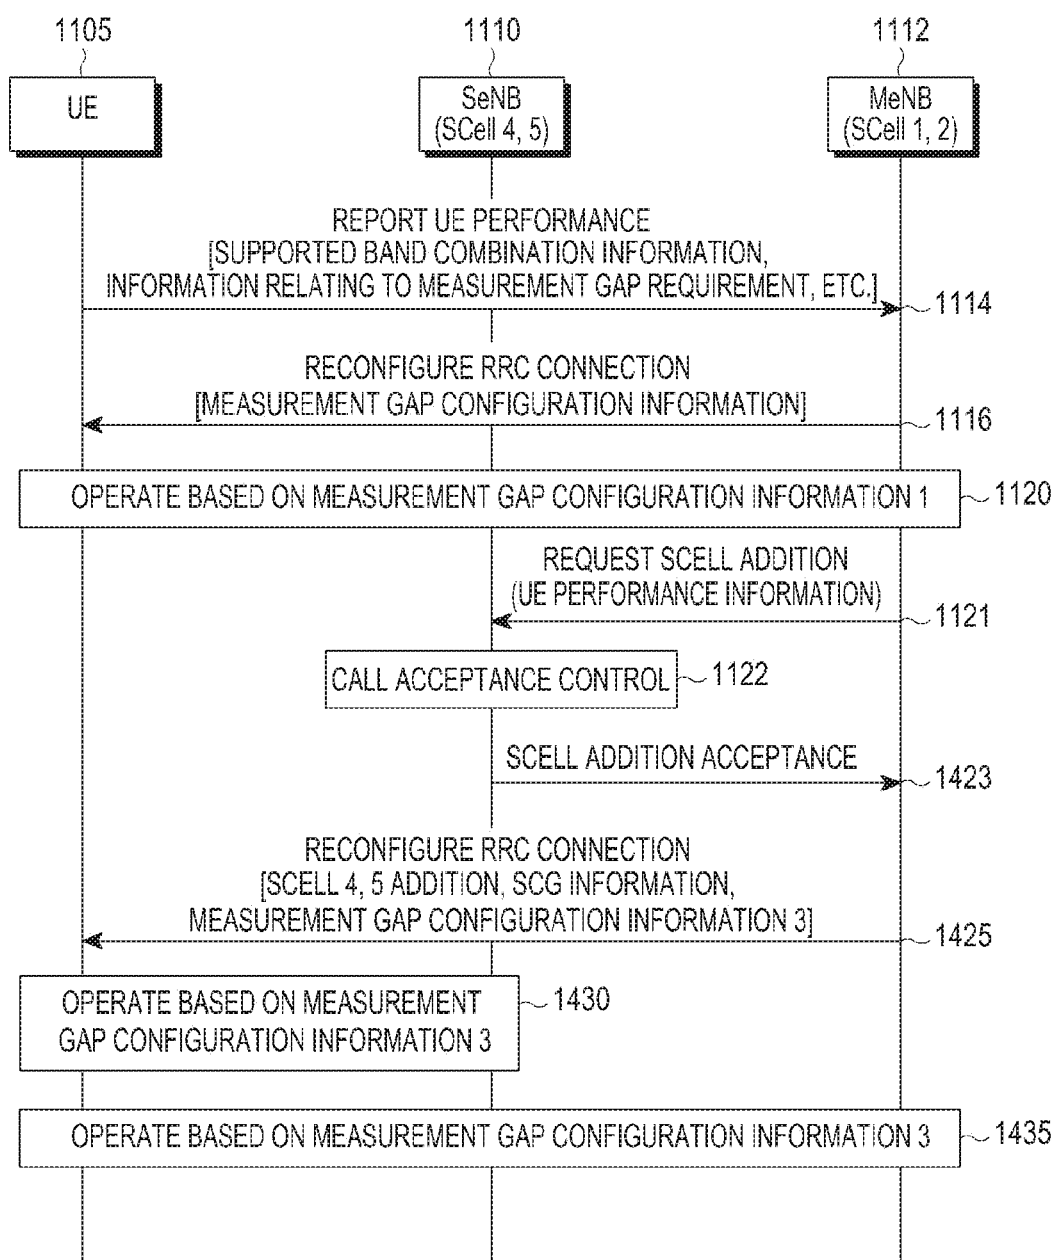 1105
1110
1112
UE
SeNB
(SCell 4, 5)
MeNB
(SCell 1, 2)
REPORT UE PERFORMANCE
[SUPPORTED BAND COMBINATION INFORMATION,
INFORMATION RELATING TO MEASUREMENT GAP REQUIREMENT, ETC.]
1114
RECONFIGURE RRC CONNECTION
[MEASUREMENT GAP CONFIGURATION INFORMATION]
1116
OPERATE BASED ON MEASUREMENT GAP CONFIGURATION INFORMATION 1
1120
REQUEST SCELL ADDITION
(UE PERFORMANCE INFORMATION)
1121
CALL ACCEPTANCE CONTROL
1122
SCELL ADDITION ACCEPTANCE
1423
RECONFIGURE RRC CONNECTION
[SCELL 4, 5 ADDITION, SCG INFORMATION,
MEASUREMENT GAP CONFIGURATION INFORMATION 3]
1425
OPERATE BASED ON MEASUREMENT
GAP CONFIGURATION INFORMATION 3
1430
OPERATE BASED ON MEASUREMENT GAP CONFIGURATION INFORMATION 3
1435